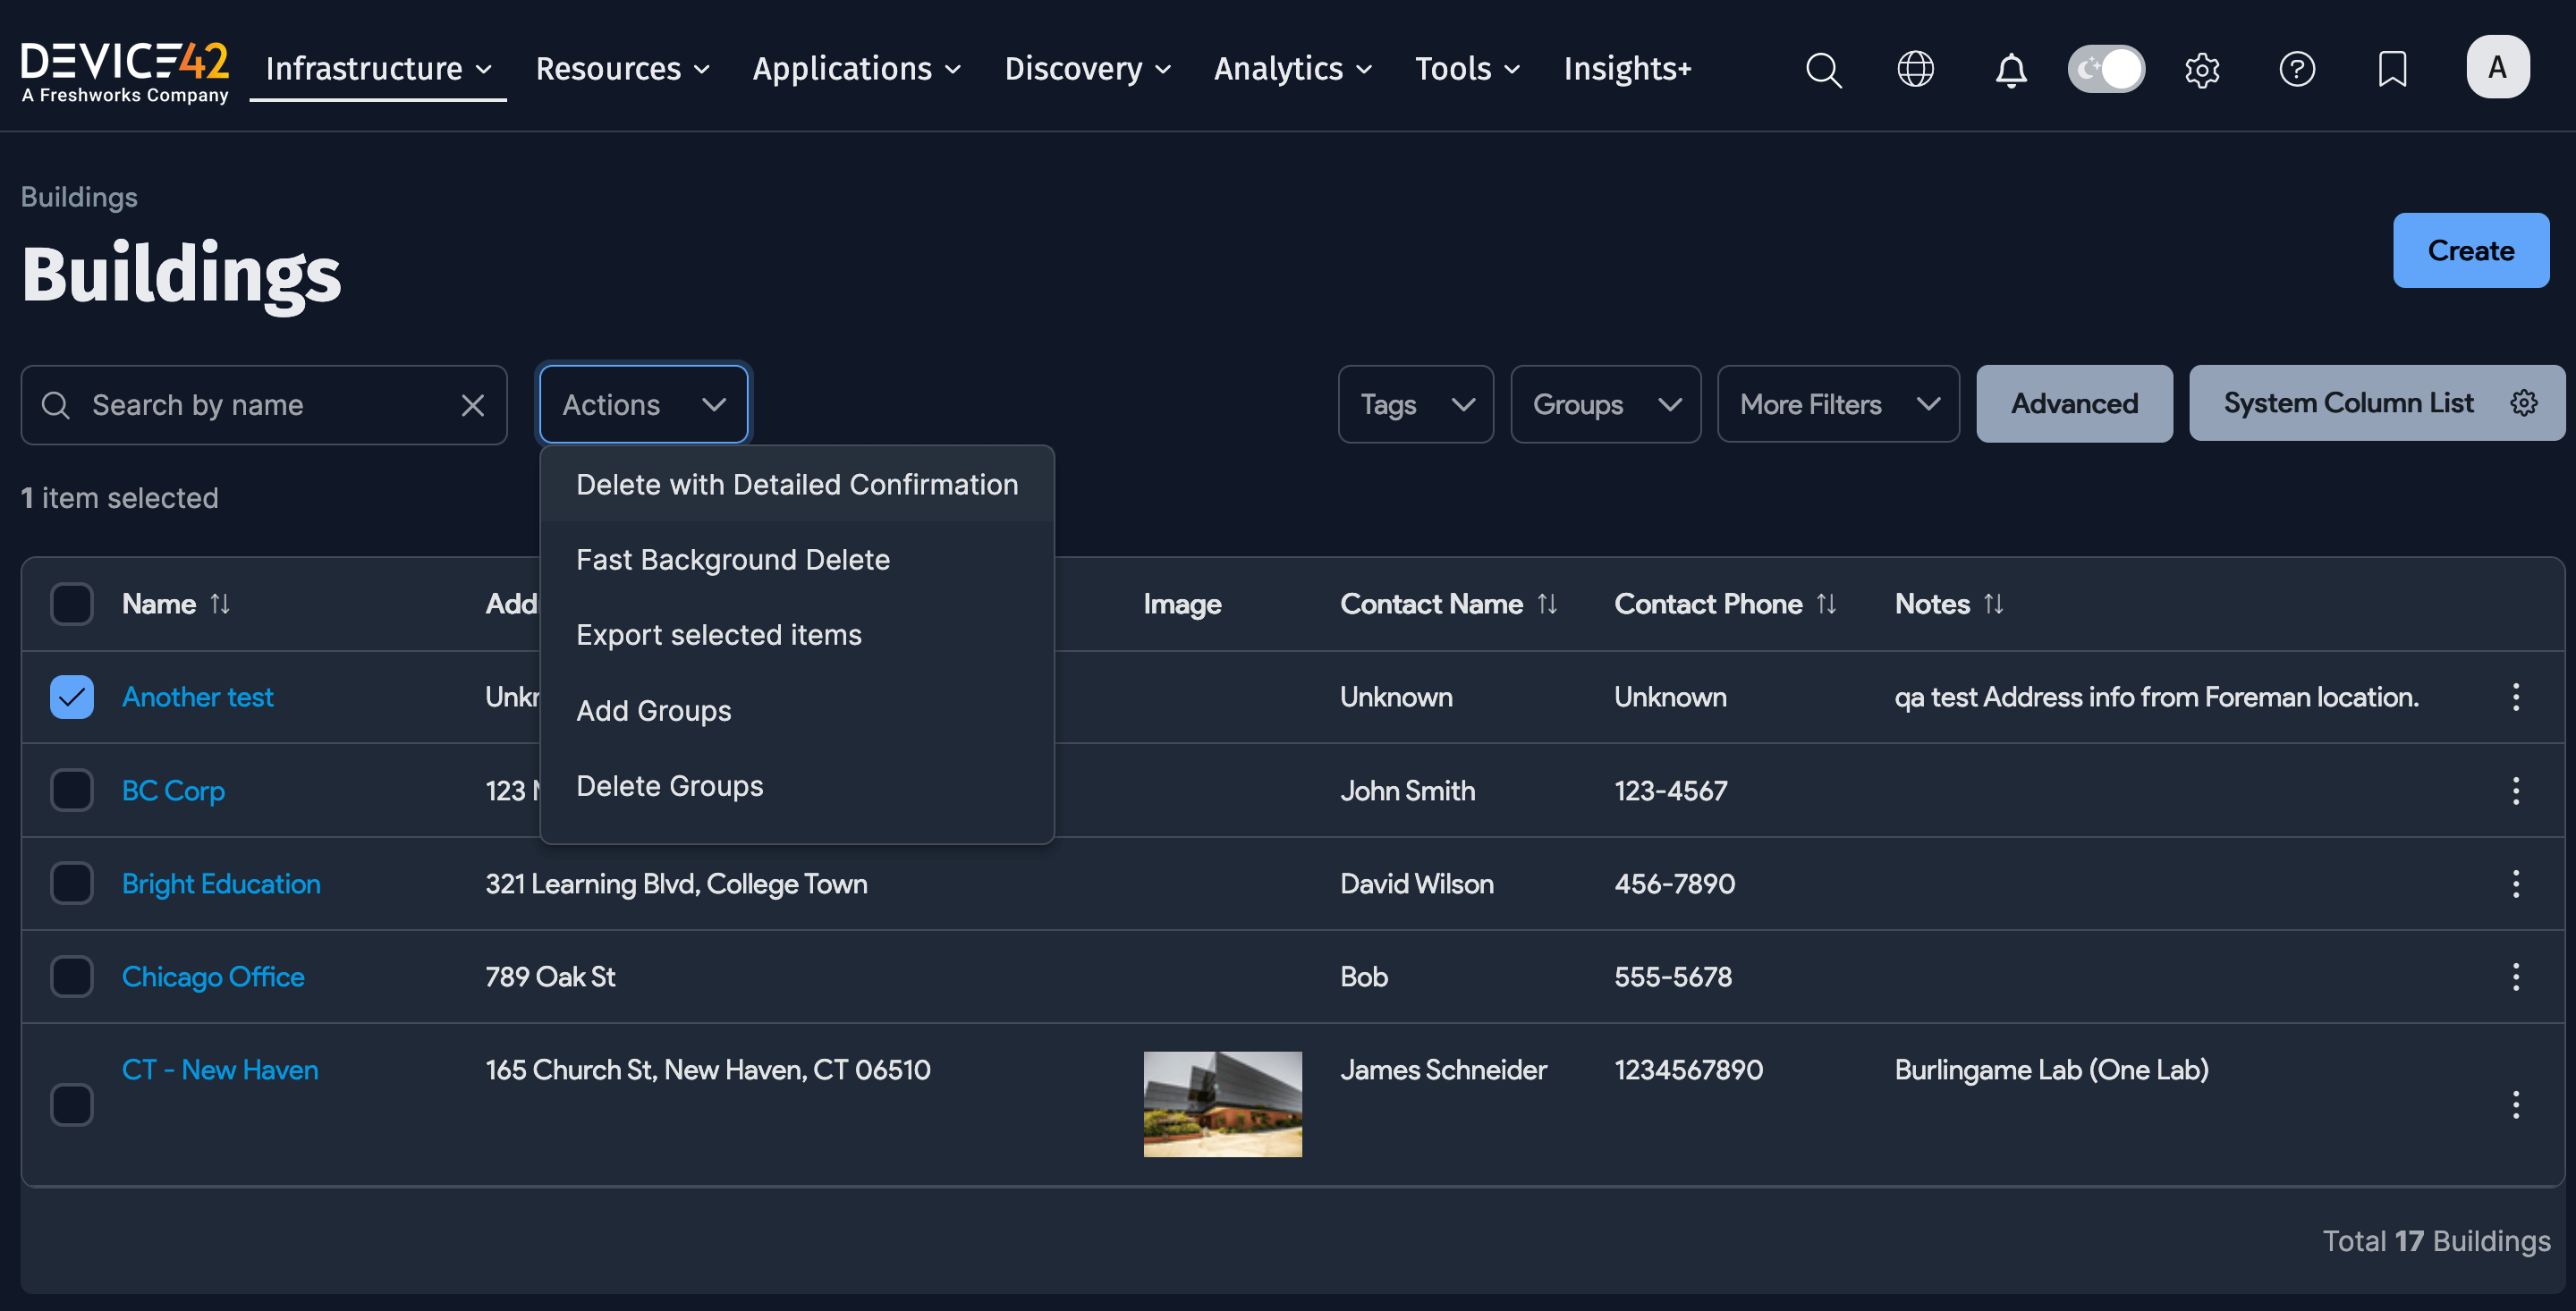 DEVICE42
A Freshworks Company
Infrastructure
Resources
Applications
Discovery
Analytics
Tools
Insights+
A
Buildings
Buildings
Create
Search by name
Actions
Tags
Groups
More Filters
Advanced
System Column List
1 item selected
Delete with Detailed Confirmation
Fast Background Delete
Export selected items
Add Groups
Delete Groups
Name
Image
Contact Name
Contact Phone
Notes
Another test
Unknown
Unknown
qa test Address info from Foreman location.
BC Corp
123
John Smith
123-4567
Bright Education
321 Learning Blvd, College Town
David Wilson
456-7890
Chicago Office
789 Oak St
Bob
555-5678
CT - New Haven
165 Church St, New Haven, CT 06510
James Schneider
1234567890
Burlingame Lab (One Lab)
Total 17 Buildings